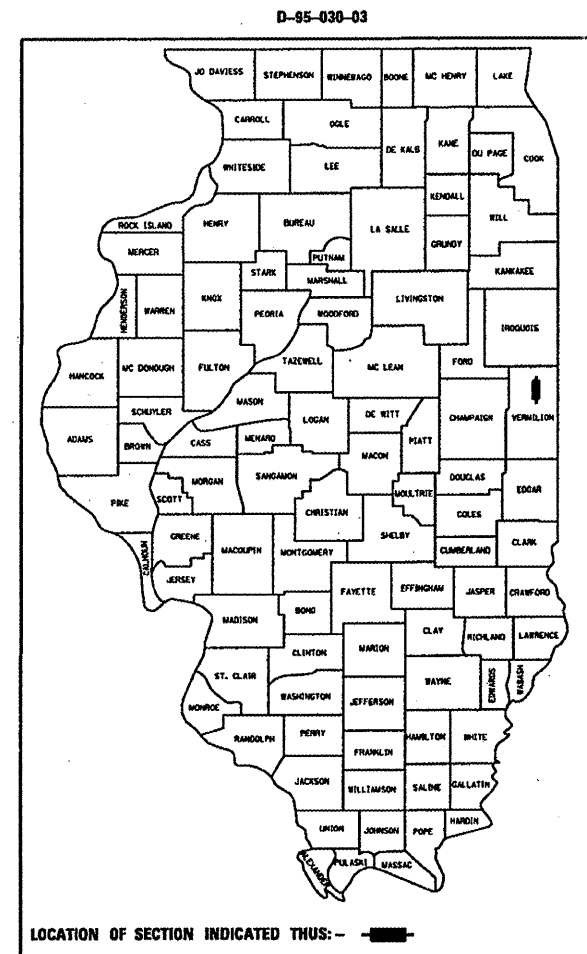 D-95-030-03
JO DAVIESS
STEPHENSON
WINNEBAGO
BOONE
MC HENRY
LAKE
CARROLL
OGLE
DE KALB
KANE
DU PAGE
COOK
WHITESIDE
LEE
KENDALL
WILL
ROCK ISLAND
HENRY
BUREAU
LA SALLE
GRUNDY
MERCER
PUTNAM
STARK
MARSHALL
KANKAKEE
HENDERSON
WARREN
KNOX
PEORIA
WOODFORD
LIVINGSTON
IROQUOIS
HANCOCK
MC DONOUGH
FULTON
TAZEWELL
MC LEAN
FORD
MASON
SCHUYLER
LOGAN
DE WITT
CHAMPAIGN
VERMILION
ADAMS
BROWN
CASS
MENARD
MACON
PIATT
PIKE
SCOTT
MORGAN
SANGAMON
DOUGLAS
EDGAR
CHRISTIAN
MOULTRIE
COLES
CALHOUN
GREENE
MACOUPIN
MONTGOMERY
SHELBY
CUMBERLAND
CLARK
JERSEY
FAYETTE
EFFINGHAM
JASPER
CRAWFORD
MADISON
BOND
CLAY
RICHLAND
LAWRENCE
CLINTON
MARION
ST. CLAIR
WAYNE
EDWARDS
WABASH
WASHINGTON
JEFFERSON
MONROE
RANDOLPH
PERRY
HAMILTON
WHITE
FRANKLIN
JACKSON
WILLIAMSON
SALINE
GALLATIN
UNION
JOHNSON
POPE
HARDIN
ALEXANDER
PULASKI
MASSAC
LOCATION OF SECTION INDICATED THUS:-